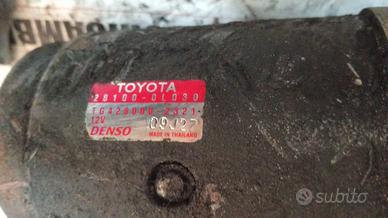 TOYOTA
28100-0L030
TG428000-2321
12V
DENSO
MADE IN THAILAND
subito